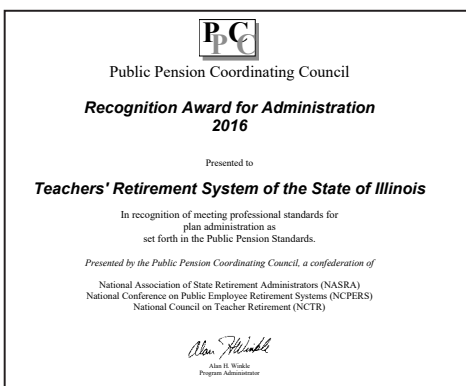 PPCC
Public Pension Coordinating Council
Recognition Award for Administration
2016
Presented to
Teachers' Retirement System of the State of Illinois
In recognition of meeting professional standards for
plan administration as
set forth in the Public Pension Standards.
Presented by the Public Pension Coordinating Council, a confederation of
National Association of State Retirement Administrators (NASRA)
National Conference on Public Employee Retirement Systems (NCPERS)
National Council on Teacher Retirement (NCTR)
Alan H. Winkle
Alan H. Winkle
Program Administrator